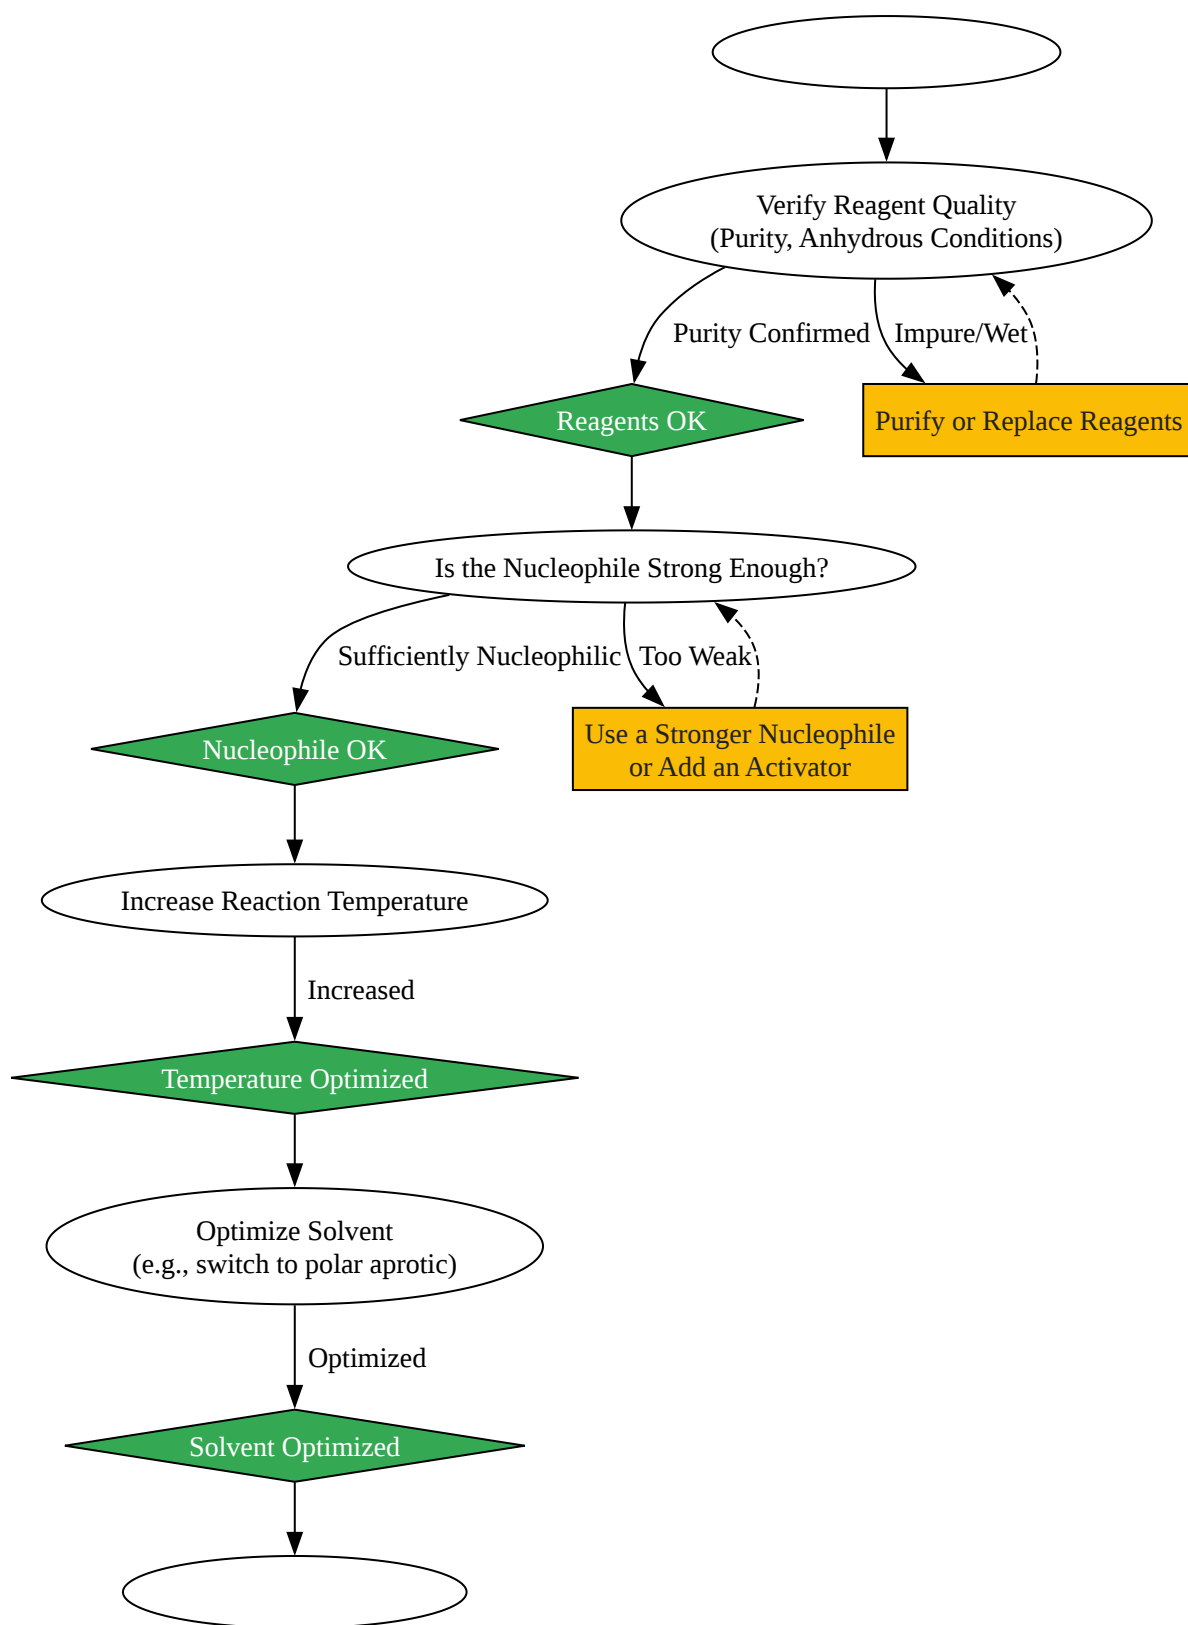 Verify Reagent Quality
(Purity, Anhydrous Conditions)
Purity Confirmed
Impure/Wet
Reagents OK
Purify or Replace Reagents
Is the Nucleophile Strong Enough?
Sufficiently Nucleophilic
Too Weak
Nucleophile OK
Use a Stronger Nucleophile
or Add an Activator
Increase Reaction Temperature
Increased
Temperature Optimized
Optimize Solvent
(e.g., switch to polar aprotic)
Optimized
Solvent Optimized